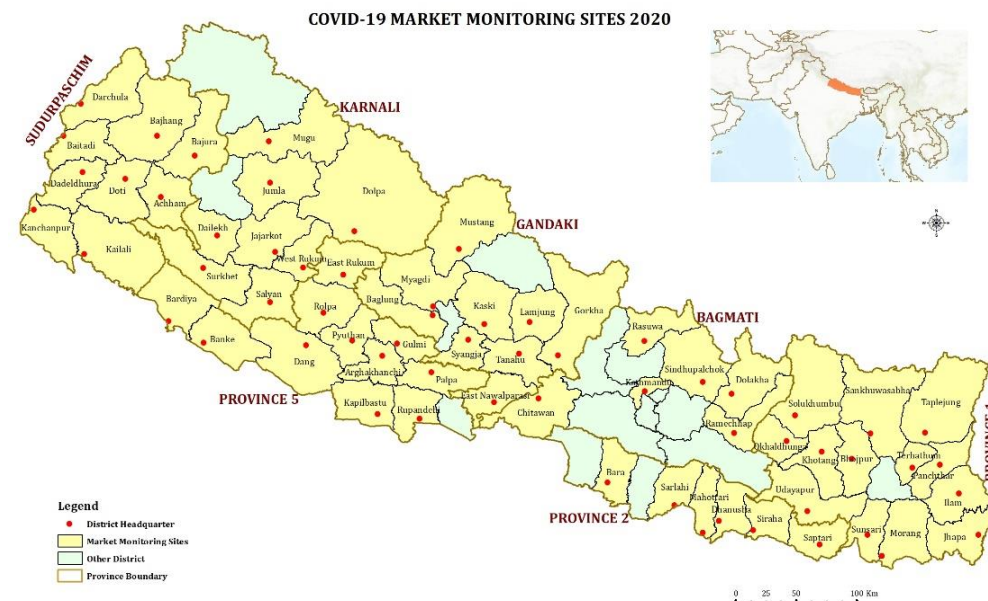 COVID-19 MARKET MONITORING SITES 2020
SUDURPASCHIM
Darchula
Bajhang
Baitadi
Bajura
Mugu
KARNALI
Dadeldhura
Doti
Achham
Jumla
Dolpa
Kanchanpur
Kailali
Dailekh
Jajarkot
Mustang
GANDAKI
Surkhet
West Rukum
East Rukum
Myagdi
Bardiya
Salyan
Rolpa
Baglung
Kaski
Lamjung
Gorkha
Banke
Pyuthan
Gulmi
Syangja
Tanahu
Dang
Arghakhanchi
Palpa
PROVINCE 5
Kapilbastu
Rupandehi
East Nawalparasi
Chitawan
BAGMATI
Rasuwa
Sindhupalchok
Kathmandu
Dolakha
Ramechhap
Solukhumbu
Sankhuwasabha
Taplejung
Okhaldhunga
Khotang
Bhojpur
Terhathum
Panchthar
Ilam
PROVINCE 1
Bara
Sarlahi
Mahottari
Dhanusha
Siraha
Udayapur
Saptari
Sunsari
Morang
Jhapa
PROVINCE 2
N
W
E
S
Legend
District Headquarter
Market Monitoring Sites
Other District
Province Boundary
0 25 50 100 Km